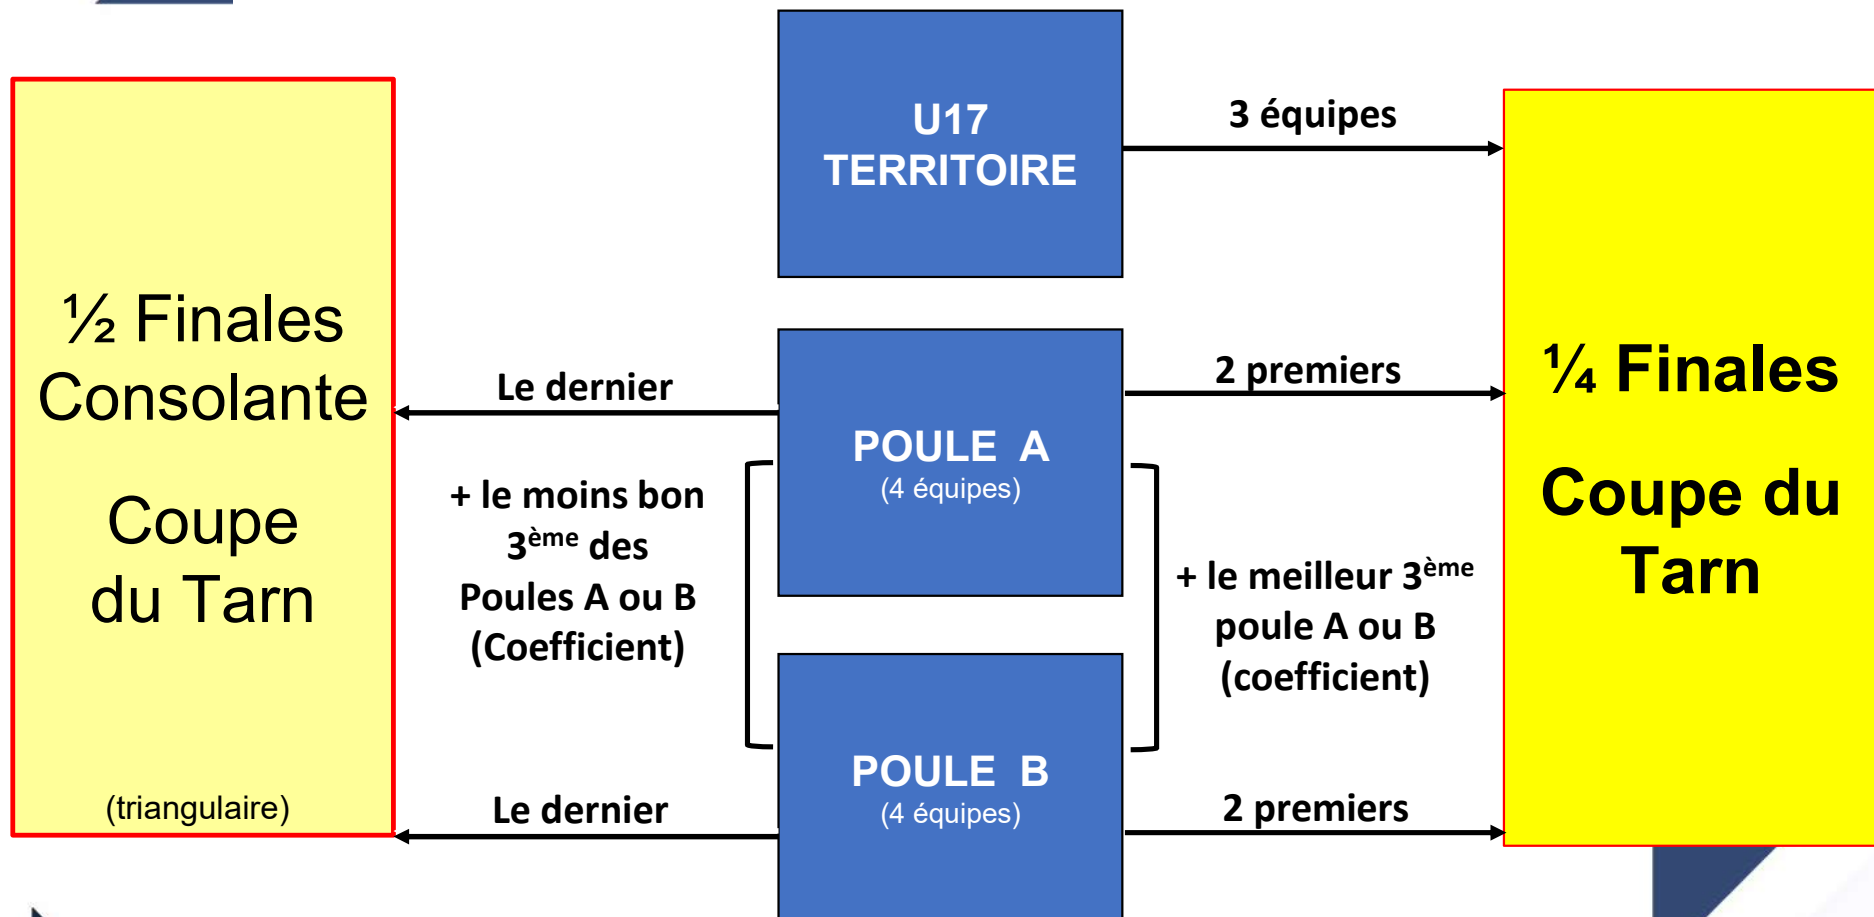 ½ Finales
Consolante
Coupe
du Tarn
(triangulaire)
Le dernier
+ le moins bon
3ème des
Poules A ou B
(Coefficient)
Le dernier
U17
TERRITOIRE
POULE A
(4 équipes)
POULE B
(4 équipes)
3 équipes
2 premiers
+ le meilleur 3ème
poule A ou B
(coefficient)
2 premiers
¼ Finales
Coupe du
Tarn